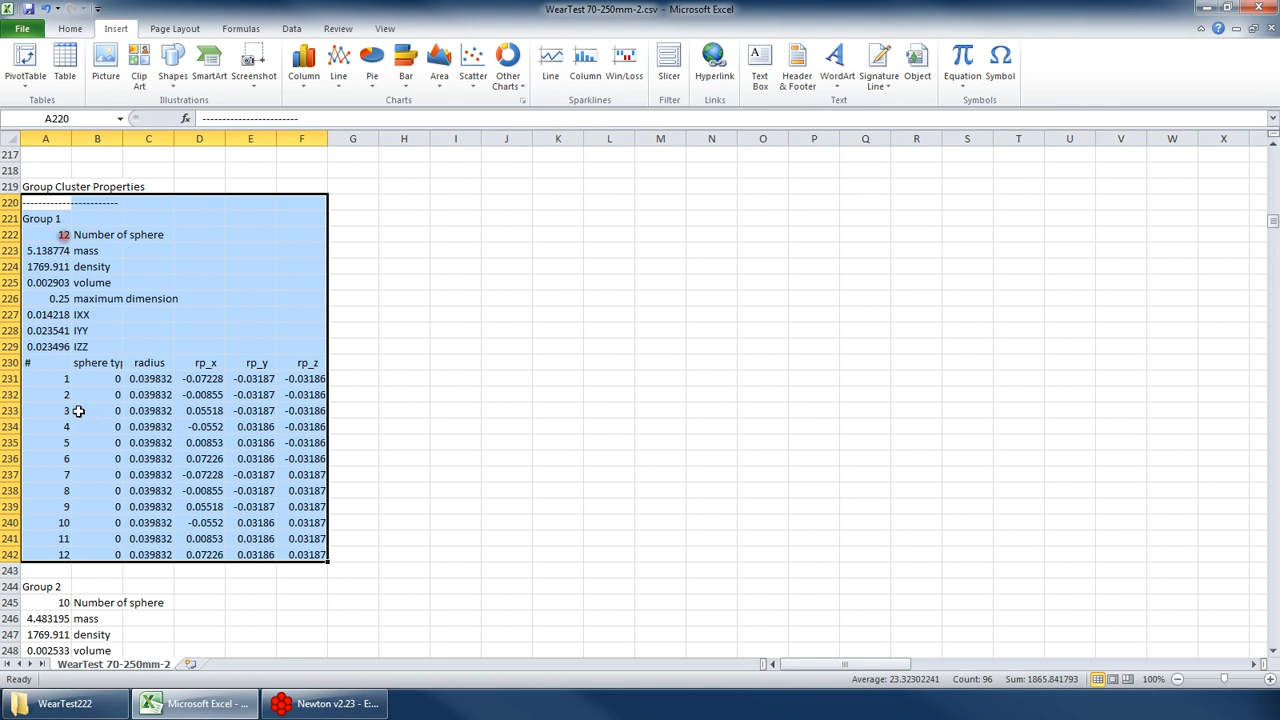 WearTest 70-250mm-2.csv - Microsoft Excel
File Home Insert Page Layout Formulas Data Review View
PivotTable Table Picture Clip Art Shapes SmartArt Screenshot Column Line Pie Bar Area Scatter Other Charts Line Column Win/Loss Slicer Hyperlink Text Box Header & Footer WordArt Signature Line Object Equation Symbol
Tables Illustrations Charts Sparklines Filter Links Text Symbols
A220 fx ------------------------
A B C D E F G H I J K L M N O P Q R S T U V W X
217
218
219 Group Cluster Properties
220 ------------------------
221 Group 1
222 12 Number of sphere
223 5.138774 mass
224 1769.911 density
225 0.002903 volume
226 0.25 maximum dimension
227 0.014218 IXX
228 0.023541 IYY
229 0.023496 IZZ
230 # sphere typ radius rp_x rp_y rp_z
231 1 0 0.039832 -0.07228 -0.03187 -0.03186
232 2 0 0.039832 -0.00855 -0.03187 -0.03186
233 3 0 0.039832 0.05518 -0.03187 -0.03186
234 4 0 0.039832 -0.0552 0.03186 -0.03186
235 5 0 0.039832 0.00853 0.03186 -0.03186
236 6 0 0.039832 0.07226 0.03186 -0.03186
237 7 0 0.039832 -0.07228 -0.03187 0.03187
238 8 0 0.039832 -0.00855 -0.03187 0.03187
239 9 0 0.039832 0.05518 -0.03187 0.03187
240 10 0 0.039832 -0.0552 0.03186 0.03187
241 11 0 0.039832 0.00853 0.03186 0.03187
242 12 0 0.039832 0.07226 0.03186 0.03187
243
244 Group 2
245 10 Number of sphere
246 4.483195 mass
247 1769.911 density
248 0.002533 volume
WearTest 70-250mm-2
Ready Average: 23.32302241 Count: 96 Sum: 1865.841793 100%
WearTest222 Microsoft Excel - ... Newton v2.23 - E:...